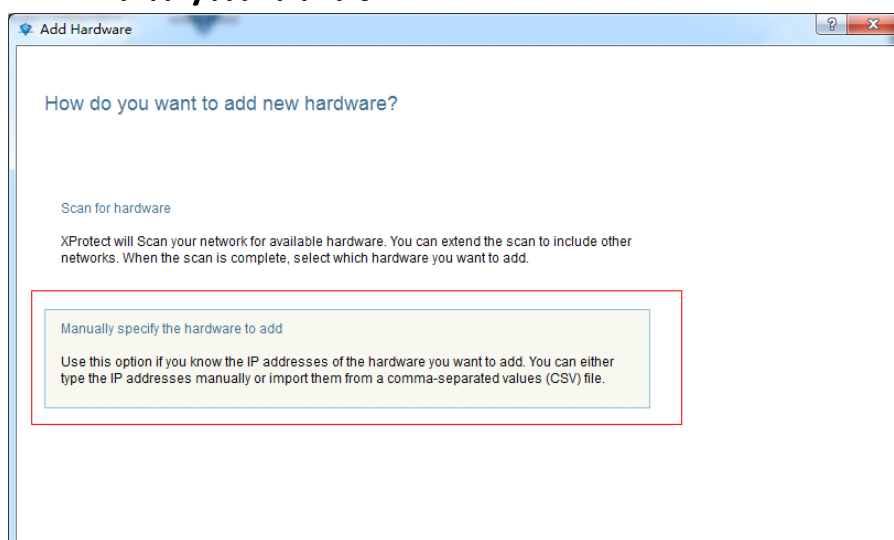 Add Hardware
?
X
How do you want to add new hardware?
Scan for hardware
XProtect will Scan your network for available hardware. You can extend the scan to include other
networks. When the scan is complete, select which hardware you want to add.
Manually specify the hardware to add
Use this option if you know the IP addresses of the hardware you want to add. You can either
type the IP addresses manually or import them from a comma-separated values (CSV) file.